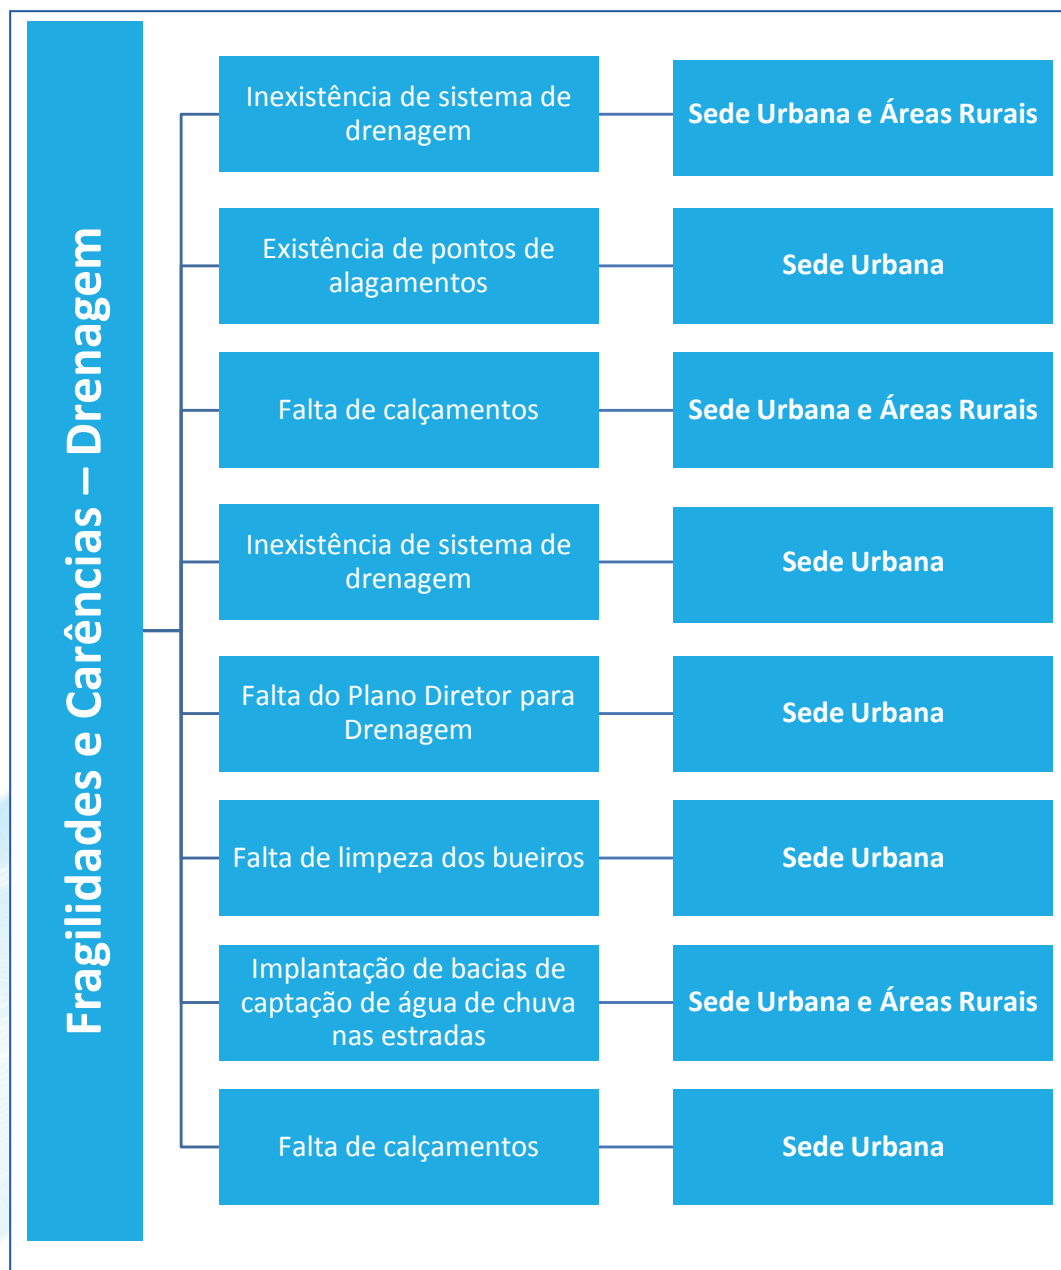 Fragilidades e Carências – Drenagem
Inexistência de sistema de
drenagem
Sede Urbana e Áreas Rurais
Existência de pontos de
alagamentos
Sede Urbana
Falta de calçamentos
Sede Urbana e Áreas Rurais
Inexistência de sistema de
drenagem
Sede Urbana
Falta do Plano Diretor para
Drenagem
Sede Urbana
Falta de limpeza dos bueiros
Sede Urbana
Implantação de bacias de
captação de água de chuva
nas estradas
Sede Urbana e Áreas Rurais
Falta de calçamentos
Sede Urbana